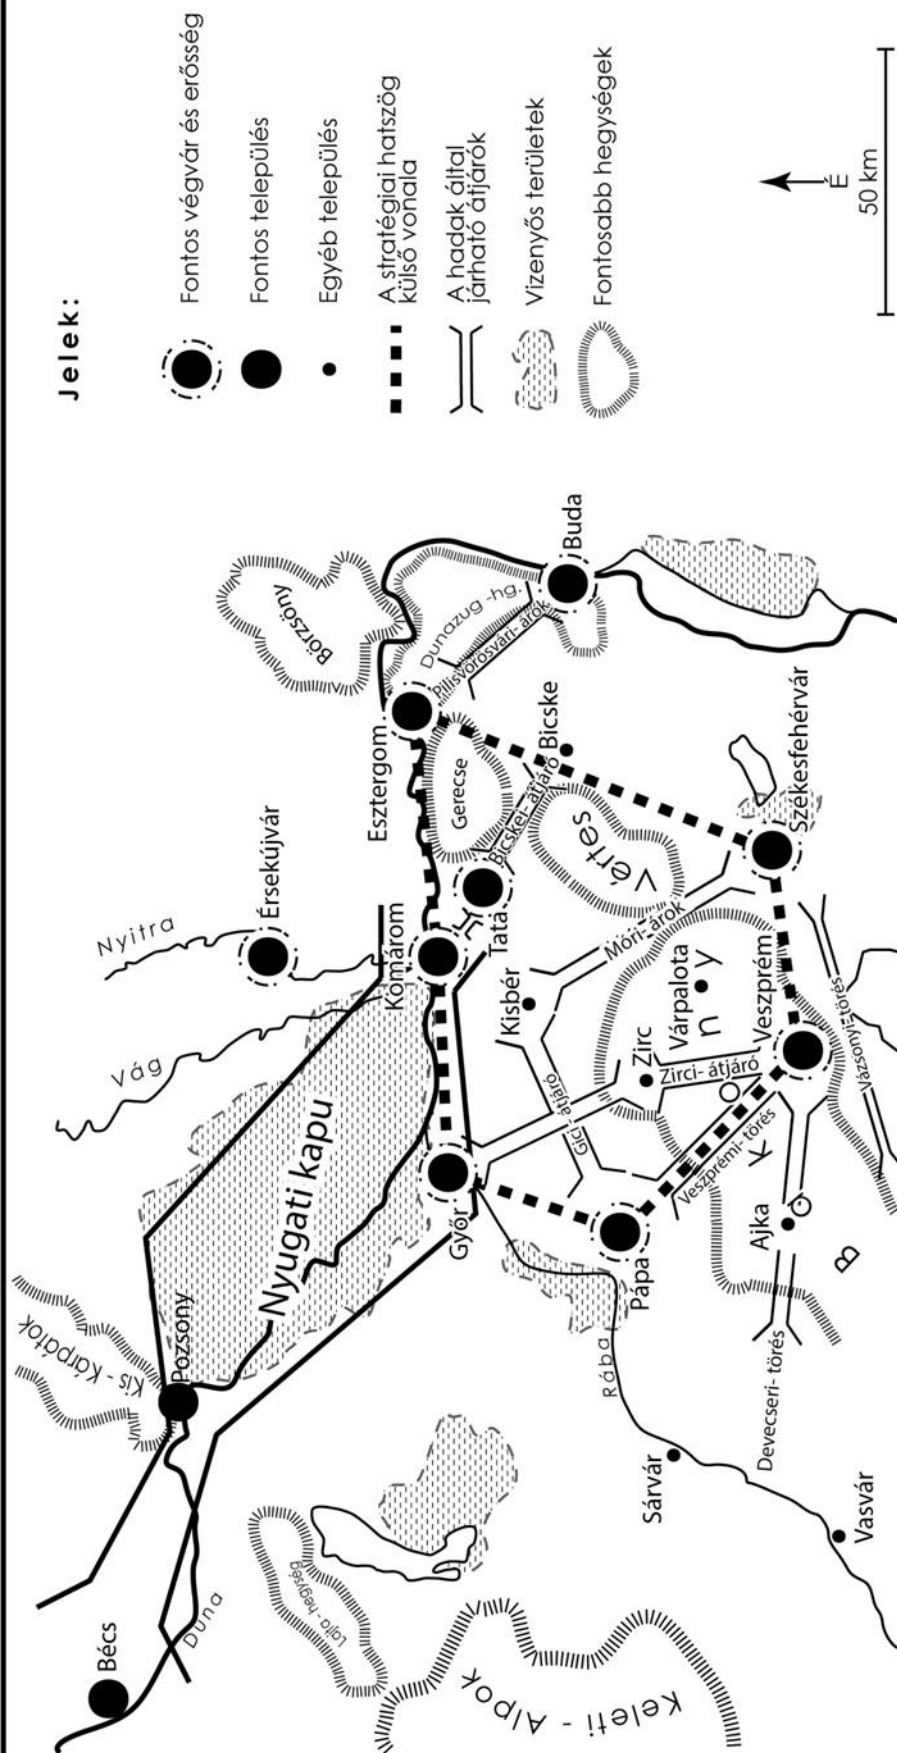 Jelek:
Fontos végvár és erősség
Fontos település
Egyéb település
A stratégiai hatszög
külső vonala
A hadak által
járható átjárók
Vizenyős területek
Fontosabb hegységek
É
50 km
Bécs
Duna
Kis - Kárpátok
Pozsony
Vág
Nyitra
Érsekújvár
Nyugati kapu
Börzsöny
Lajta - hegység
Keleti - Alpok
Győr
Komárom
Esztergom
Gerecse
Dunazug -hg.
Pilisvörösvári- árok
Buda
Tata
Bicskei- átjáró
Bicske
Vértes
Kisbér
Móri- árok
Gici- átjáró
Rába
Pápa
Zirc
Zirci- átjáró
Várpalota
Veszprém
Veszprémi- törés
Székesfehérvár
Vázsonyi-törés
Ajka
Devecseri- törés
B a k o n y
Sárvár
Vasvár